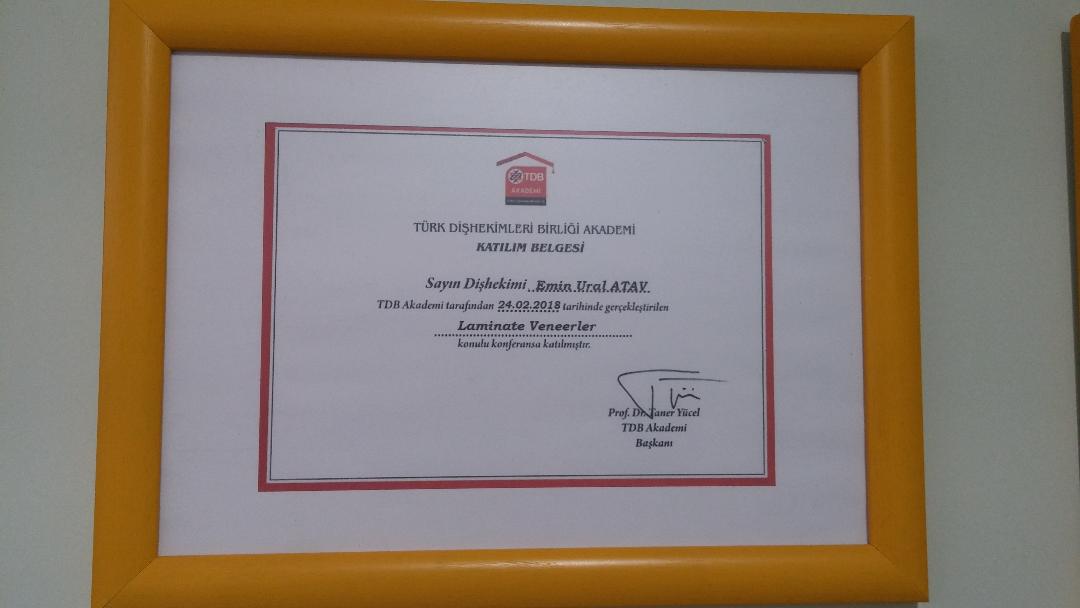 TDB
AKADEMİ
TÜRK DİŞHEKİMLERİ BİRLİĞİ AKADEMİ
KATILIM BELGESİ
Sayın Dişhekimi Emin Ural ATAY
TDB Akademi tarafından 24.02.2018 tarihinde gerçekleştirilen
Laminate Veneerler
konulu konferansa katılmıştır.
Prof. Dr. Taner Yücel
TDB Akademi
Başkanı